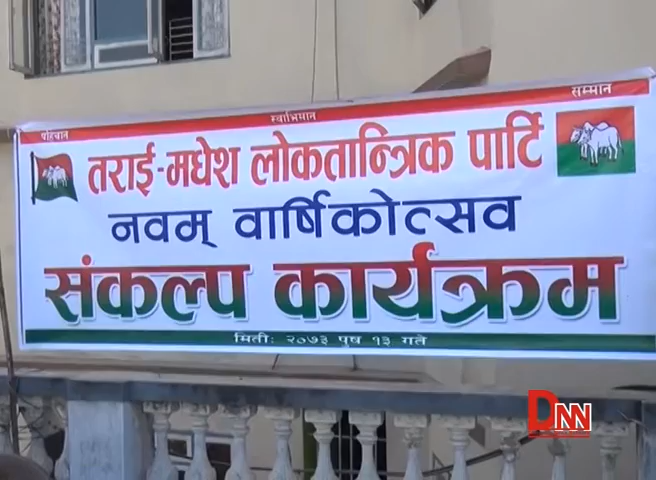 पहिचान स्वाभिमान सम्मान
तराई-मधेश लोकतान्त्रिक पार्टि
नवम् वार्षिकोत्सव
संकल्प कार्यक्रम
मिती: २०७३ पुष १३ गते
DNN